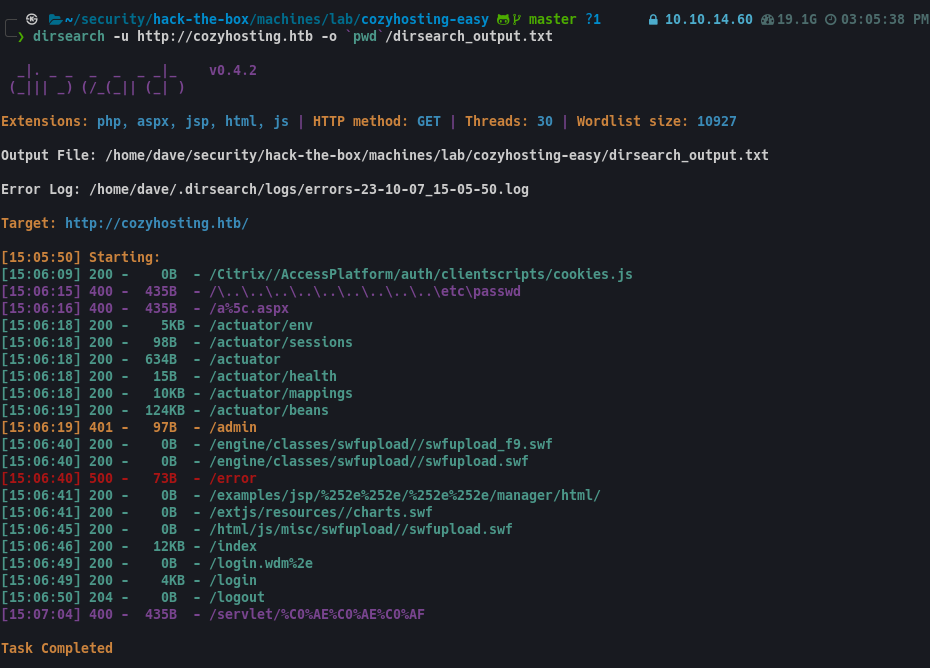 ~/security/hack-the-box/machines/lab/cozyhosting-easy master ?1 10.10.14.60 19.1G 03:05:38 PM
❯ dirsearch -u http://cozyhosting.htb -o `pwd`/dirsearch_output.txt
  _|. _ _  _  _  _ _|_    v0.4.2
 (_||| _) (/_(_|| (_| )
Extensions: php, aspx, jsp, html, js | HTTP method: GET | Threads: 30 | Wordlist size: 10927
Output File: /home/dave/security/hack-the-box/machines/lab/cozyhosting-easy/dirsearch_output.txt
Error Log: /home/dave/.dirsearch/logs/errors-23-10-07_15-05-50.log
Target: http://cozyhosting.htb/
[15:05:50] Starting:
[15:06:09] 200 -    0B  - /Citrix//AccessPlatform/auth/clientscripts/cookies.js
[15:06:15] 400 -  435B  - /\..\..\..\..\..\..\..\..\..\etc\passwd
[15:06:16] 400 -  435B  - /a%5c.aspx
[15:06:18] 200 -    5KB - /actuator/env
[15:06:18] 200 -   98B  - /actuator/sessions
[15:06:18] 200 -  634B  - /actuator
[15:06:18] 200 -   15B  - /actuator/health
[15:06:18] 200 -   10KB - /actuator/mappings
[15:06:19] 200 -  124KB - /actuator/beans
[15:06:19] 401 -   97B  - /admin
[15:06:40] 200 -    0B  - /engine/classes/swfupload//swfupload_f9.swf
[15:06:40] 200 -    0B  - /engine/classes/swfupload//swfupload.swf
[15:06:40] 500 -   73B  - /error
[15:06:41] 200 -    0B  - /examples/jsp/%252e%252e/%252e%252e/manager/html/
[15:06:41] 200 -    0B  - /extjs/resources//charts.swf
[15:06:45] 200 -    0B  - /html/js/misc/swfupload//swfupload.swf
[15:06:46] 200 -   12KB - /index
[15:06:49] 200 -    0B  - /login.wdm%2e
[15:06:49] 200 -    4KB - /login
[15:06:50] 204 -    0B  - /logout
[15:07:04] 400 -  435B  - /servlet/%C0%AE%C0%AE%C0%AF
Task Completed